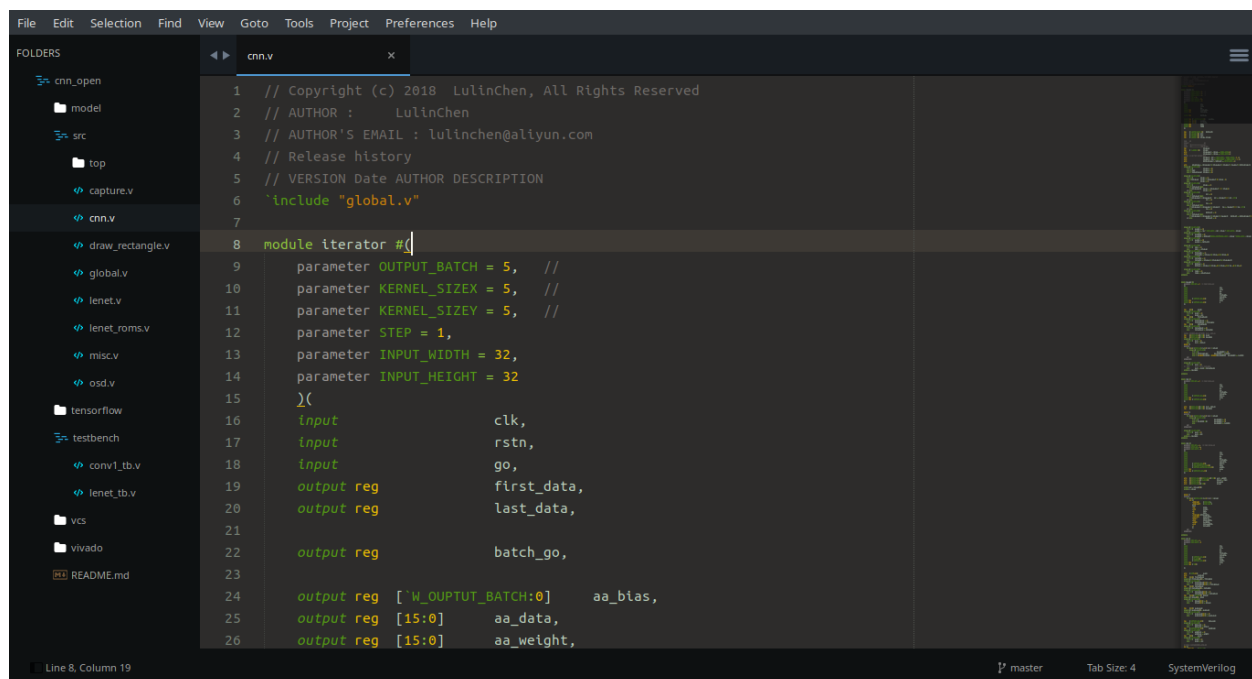 File Edit Selection Find View Goto Tools Project Preferences Help
FOLDERS
cnn_open
model
src
top
capture.v
cnn.v
draw_rectangle.v
global.v
lenet.v
lenet_roms.v
misc.v
osd.v
tensorflow
testbench
conv1_tb.v
lenet_tb.v
vcs
vivado
README.md
cnn.v ×
1 // Copyright (c) 2018  LulinChen, All Rights Reserved
2 // AUTHOR :     LulinChen
3 // AUTHOR'S EMAIL : lulinchen@aliyun.com
4 // Release history
5 // VERSION Date AUTHOR DESCRIPTION
6 `include "global.v"
7
8 module iterator #(
9     parameter OUTPUT_BATCH = 5,   //
10     parameter KERNEL_SIZEX = 5,   //
11     parameter KERNEL_SIZEY = 5,   //
12     parameter STEP = 1,
13     parameter INPUT_WIDTH = 32,
14     parameter INPUT_HEIGHT = 32
15     )(
16     input                   clk,
17     input                   rstn,
18     input                   go,
19     output reg              first_data,
20     output reg              last_data,
21
22     output reg              batch_go,
23
24     output reg  [`W_OUPTUT_BATCH:0]     aa_bias,
25     output reg  [15:0]      aa_data,
26     output reg  [15:0]      aa_weight,
Line 8, Column 19 master Tab Size: 4 SystemVerilog